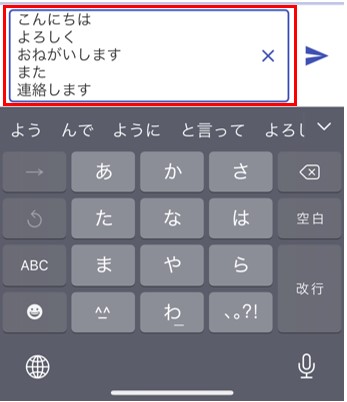 こんにちは
よろしく
おねがいします
また
連絡します
よう んで ように と言って よろし
→ あ か さ
た な は 空白
ABC ま や ら 改行
^^ わ_ 、。?!